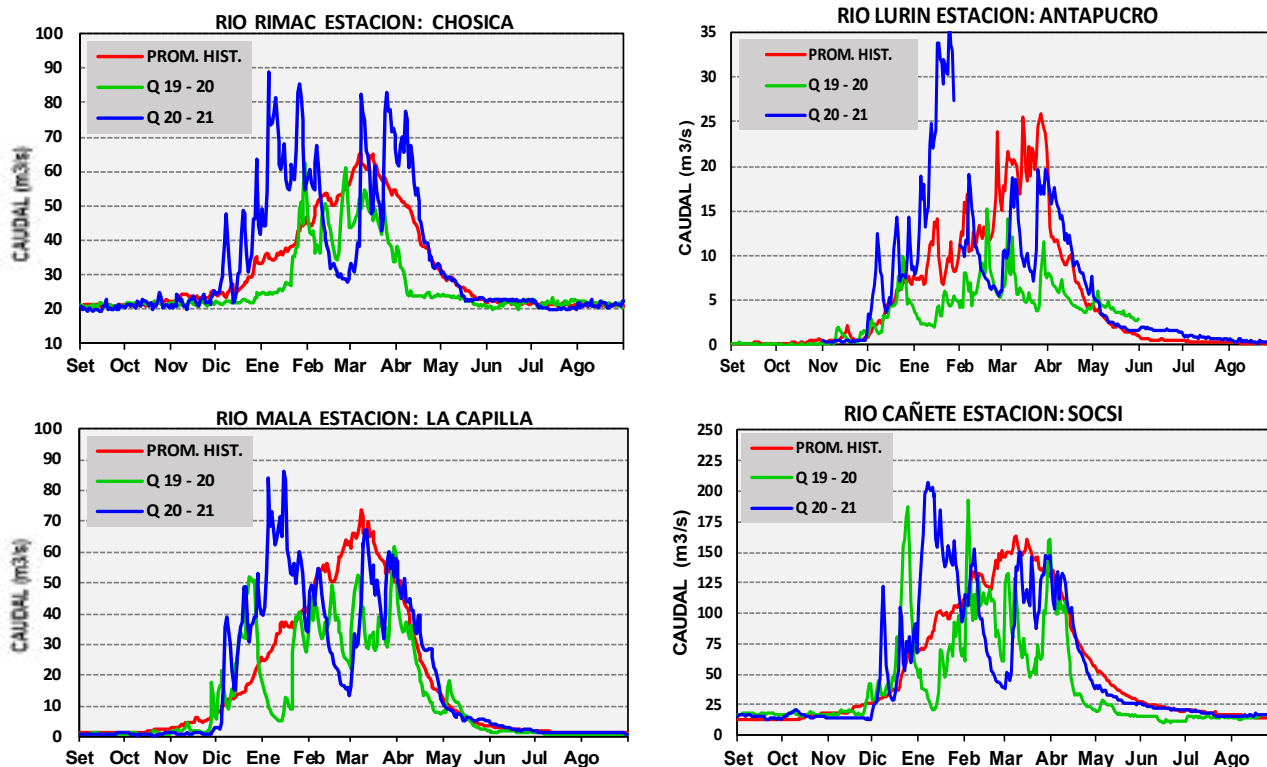 RIO RIMAC ESTACION: CHOSICA
CAUDAL (m3/s)
100
90
80
70
60
50
40
30
20
10
PROM. HIST.
Q 19 - 20
Q 20 - 21
Set Oct Nov Dic Ene Feb Mar Abr May Jun Jul Ago
RIO LURIN ESTACION: ANTAPUCRO
CAUDAL (m3/s)
35
30
25
20
15
10
5
0
PROM. HIST.
Q 19 - 20
Q 20 - 21
Set Oct Nov Dic Ene Feb Mar Abr May Jun Jul Ago
RIO MALA ESTACION: LA CAPILLA
CAUDAL (m3/s)
100
90
80
70
60
50
40
30
20
10
0
PROM. HIST.
Q 19 - 20
Q 20 - 21
Set Oct Nov Dic Ene Feb Mar Abr May Jun Jul Ago
RIO CAÑETE ESTACION: SOCSI
CAUDAL (m3/s)
250
225
200
175
150
125
100
75
50
25
0
PROM. HIST.
Q 19 - 20
Q 20 - 21
Set Oct Nov Dic Ene Feb Mar Abr May Jun Jul Ago